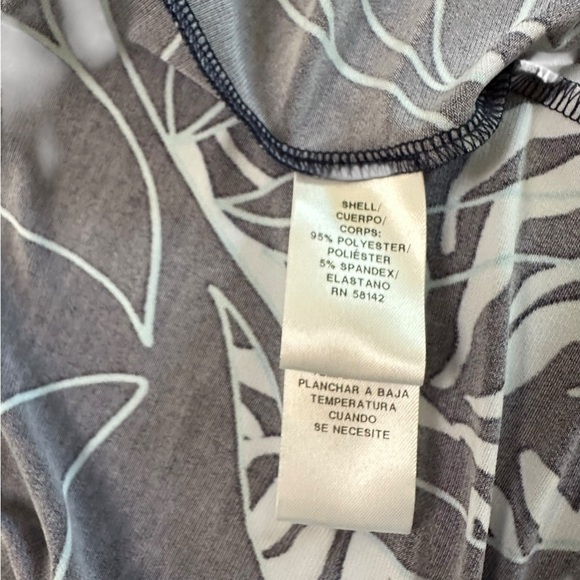 SHELL/
CUERPO/
CORPS:
95% POLYESTER/
POLIÉSTER
5% SPANDEX/
ELASTANO
RN 58142
PLANCHAR A BAJA
TEMPERATURA
CUANDO
SE NECESITE